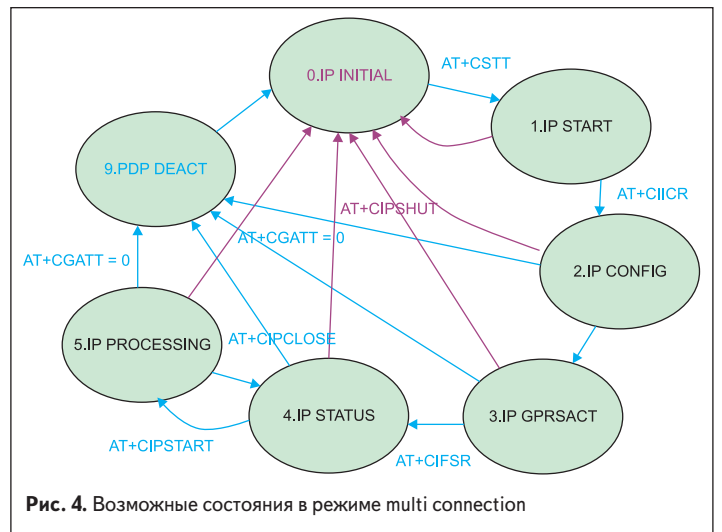 0.IP INITIAL
AT+CSTT
1.IP START
9.PDP DEACT
AT+CIICR
AT+CIPSHUT
AT+CGATT = 0
AT+CGATT = 0
2.IP CONFIG
5.IP PROCESSING
AT+CIPCLOSE
4.IP STATUS
3.IP GPRSACT
AT+CIPSTART
AT+CIFSR
Рис. 4. Возможные состояния в режиме multi connection